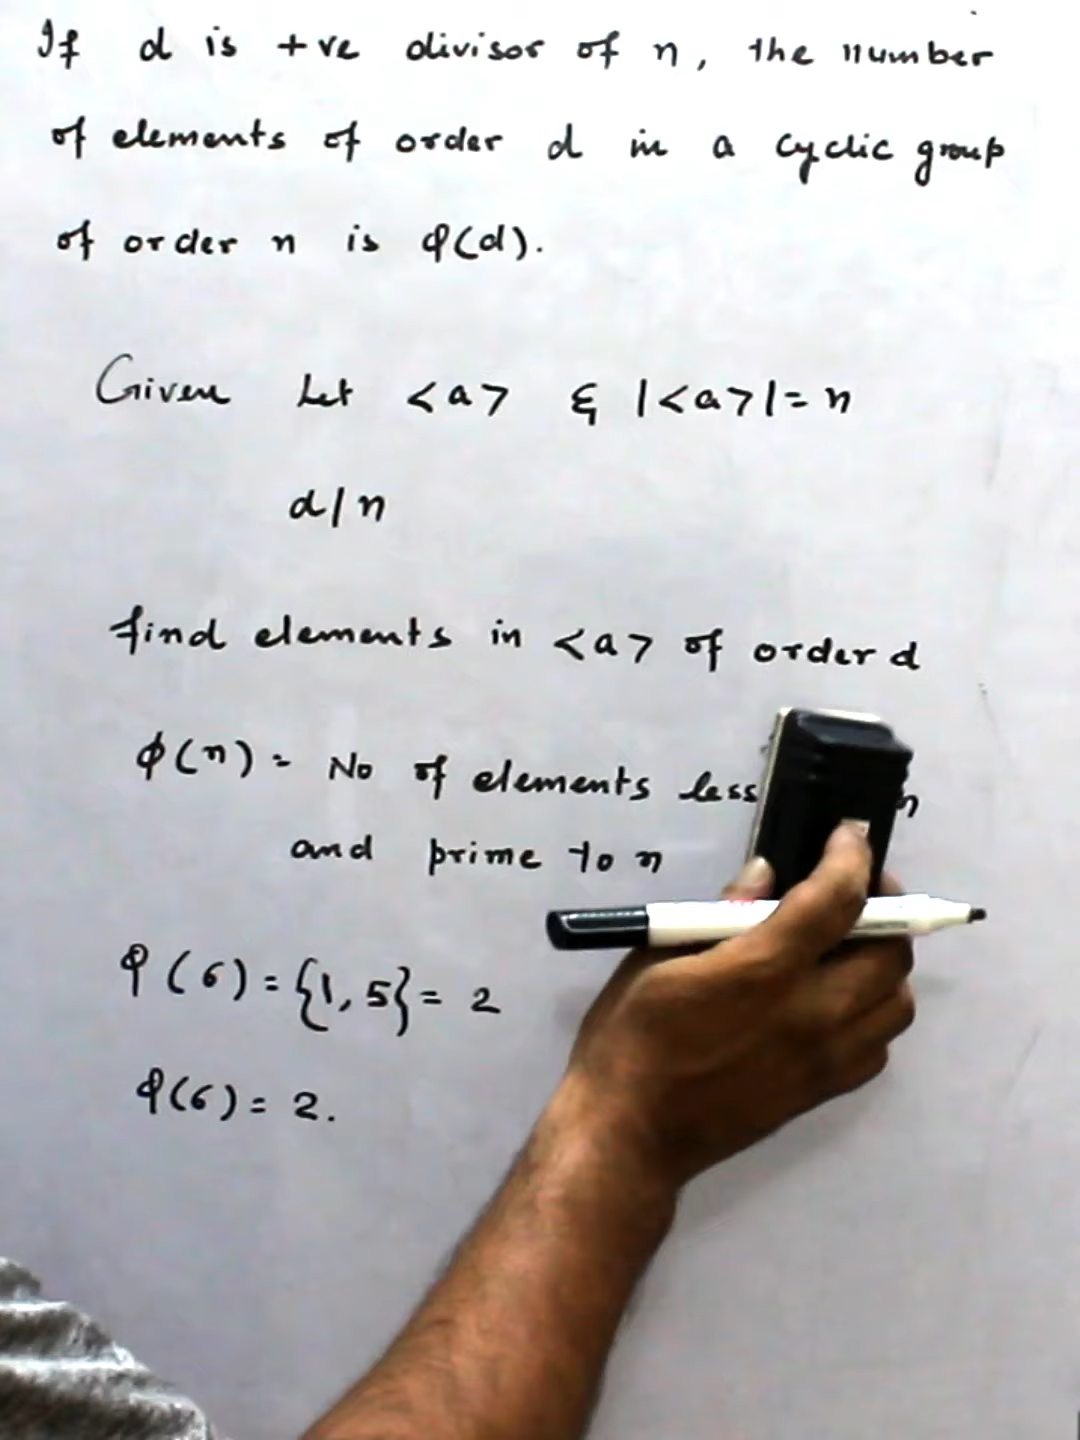 If d is +ve divisor of n, the number
of elements of order d in a cyclic group
of order n is φ(d).
Given Let <a> & |<a>| = n
d/n
find elements in <a> of order d
φ(n) = No of elements less n
and prime to n
φ(6) = {1, 5} = 2
φ(6) = 2.